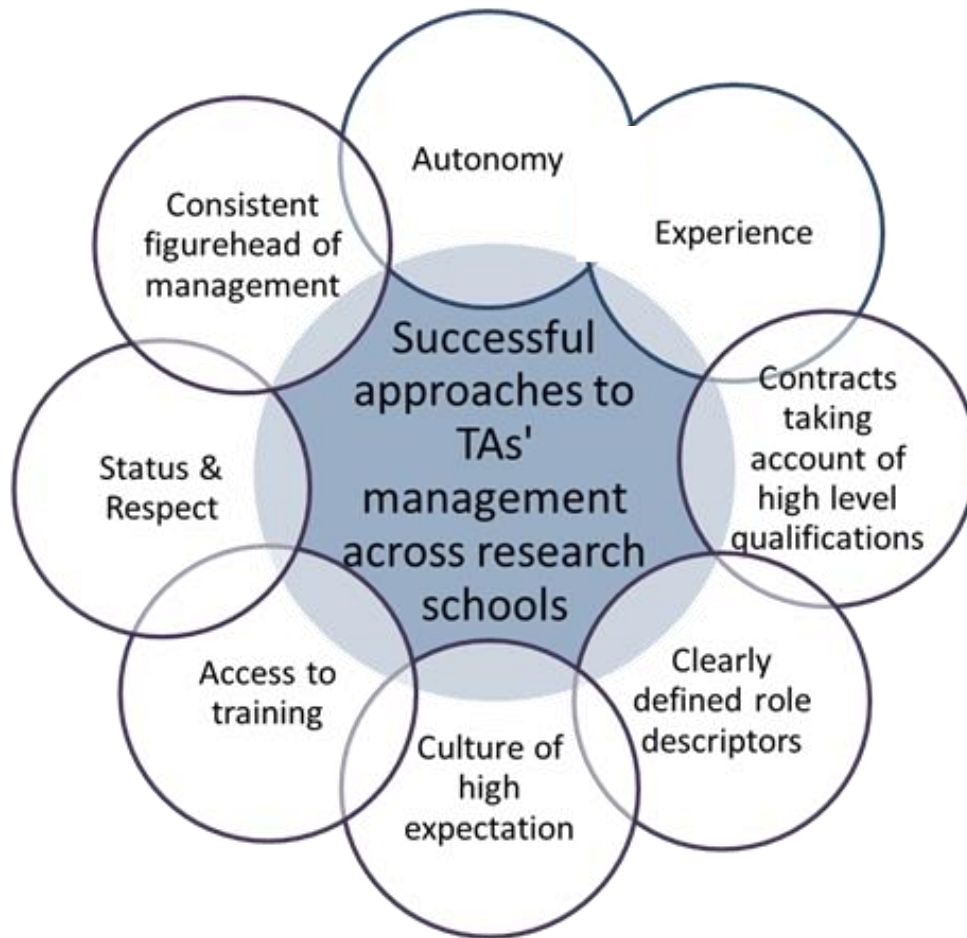 Autonomy
Experience
Consistent
figurehead of
management
Successful
approaches to
TAs'
management
across research
schools
Contracts
taking
account of
high level
qualifications
Status &
Respect
Clearly
defined role
descriptors
Access to
training
Culture of
high
expectation